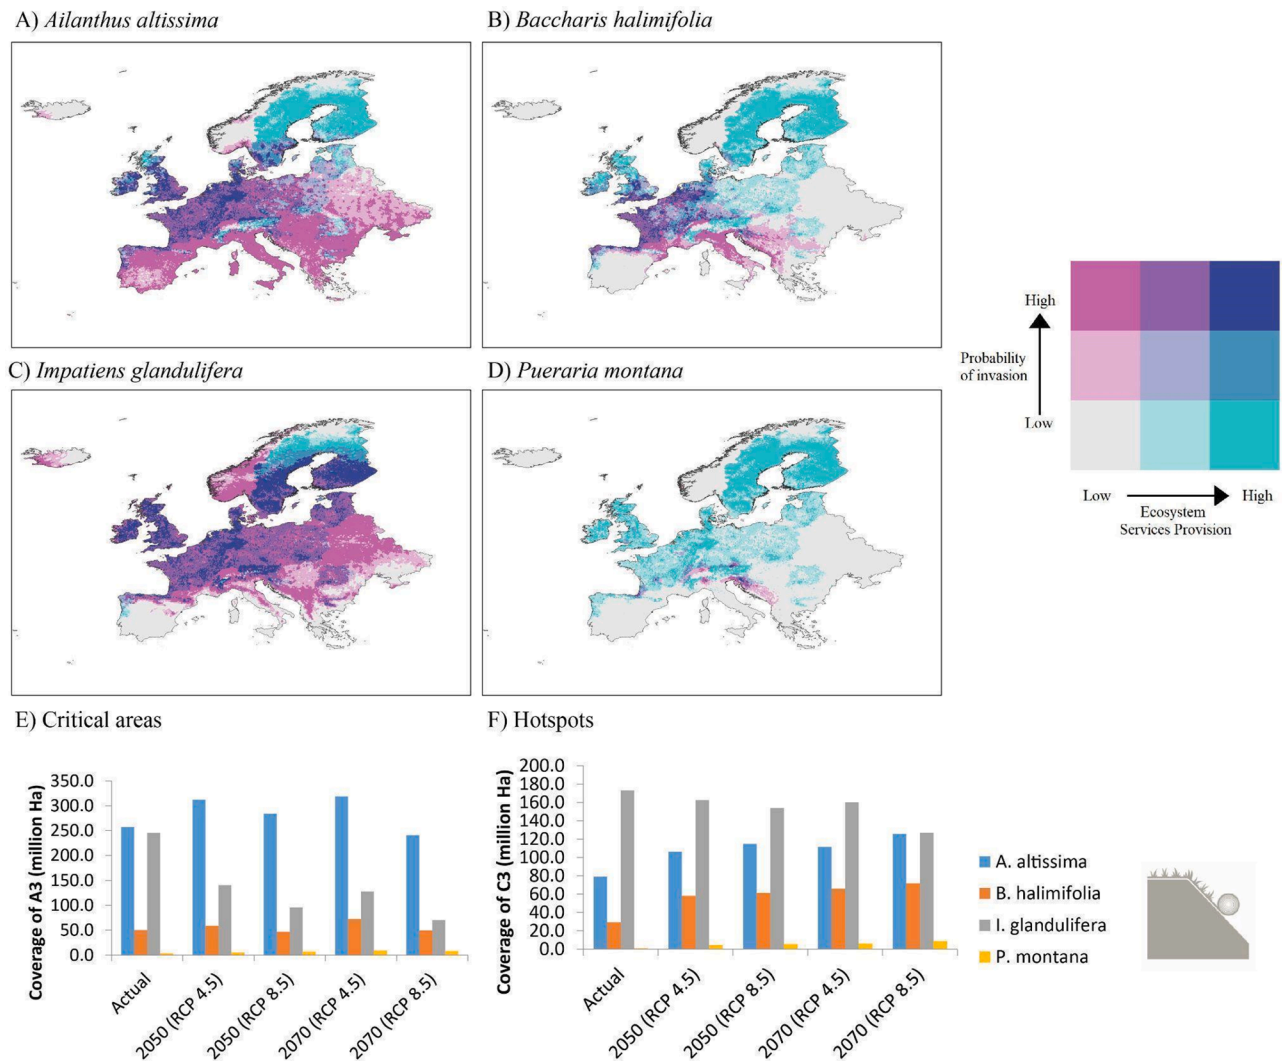 A) Ailanthus altissima
B) Baccharis halimifolia
High
Probability
of invasion
Low
Low
High
Ecosystem
Services Provision
C) Impatiens glandulifera
D) Pueraria montana
E) Critical areas
Coverage of A3 (million Ha)
350.0
300.0
250.0
200.0
150.0
100.0
50.0
0.0
Actual
2050 (RCP 4.5)
2050 (RCP 8.5)
2070 (RCP 4.5)
2070 (RCP 8.5)
F) Hotspots
Coverage of C3 (million Ha)
200.0
180.0
160.0
140.0
120.0
100.0
80.0
60.0
40.0
20.0
0.0
Actual
2050 (RCP 4.5)
2050 (RCP 8.5)
2070 (RCP 4.5)
2070 (RCP 8.5)
A. altissima
B. halimifolia
I. glandulifera
P. montana